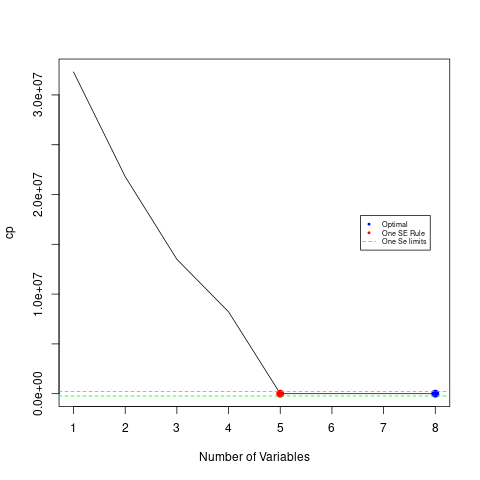 cp
3.0e+07
2.0e+07
1.0e+07
0.0e+00
Optimal
One SE Rule
One Se limits
1 2 3 4 5 6 7 8
Number of Variables